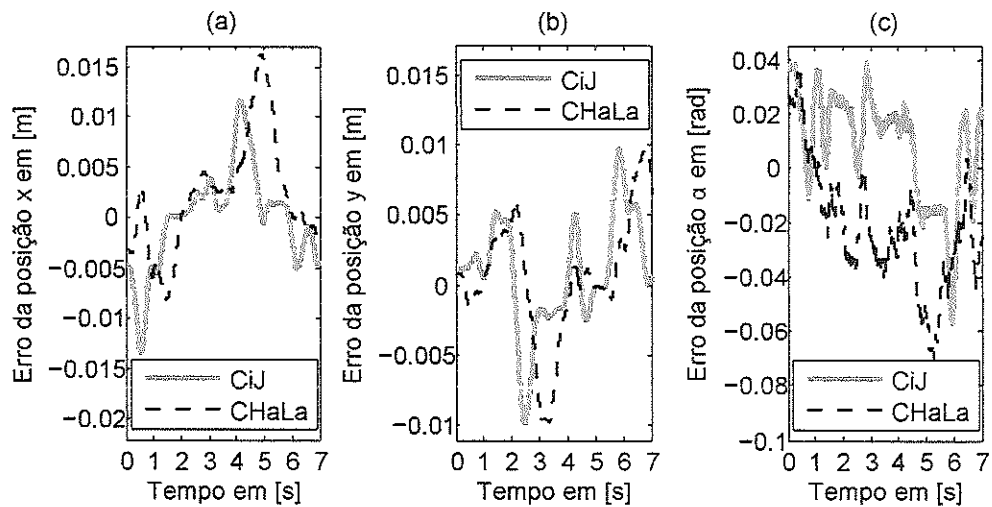 (a)
(b)
(c)
Erro da posição x em [m]
0.015
0.01
0.005
0
−0.005
−0.01
−0.015
−0.02
CiJ
CHaLa
0 1 2 3 4 5 6 7
Tempo em [s]
Erro da posição y em [m]
0.015
0.01
0.005
0
−0.005
−0.01
CiJ
CHaLa
0 1 2 3 4 5 6 7
Tempo em [s]
Erro da posição α em [rad]
0.04
0.02
0
−0.02
−0.04
−0.06
−0.08
−0.1
CiJ
CHaLa
0 1 2 3 4 5 6 7
Tempo em [s]